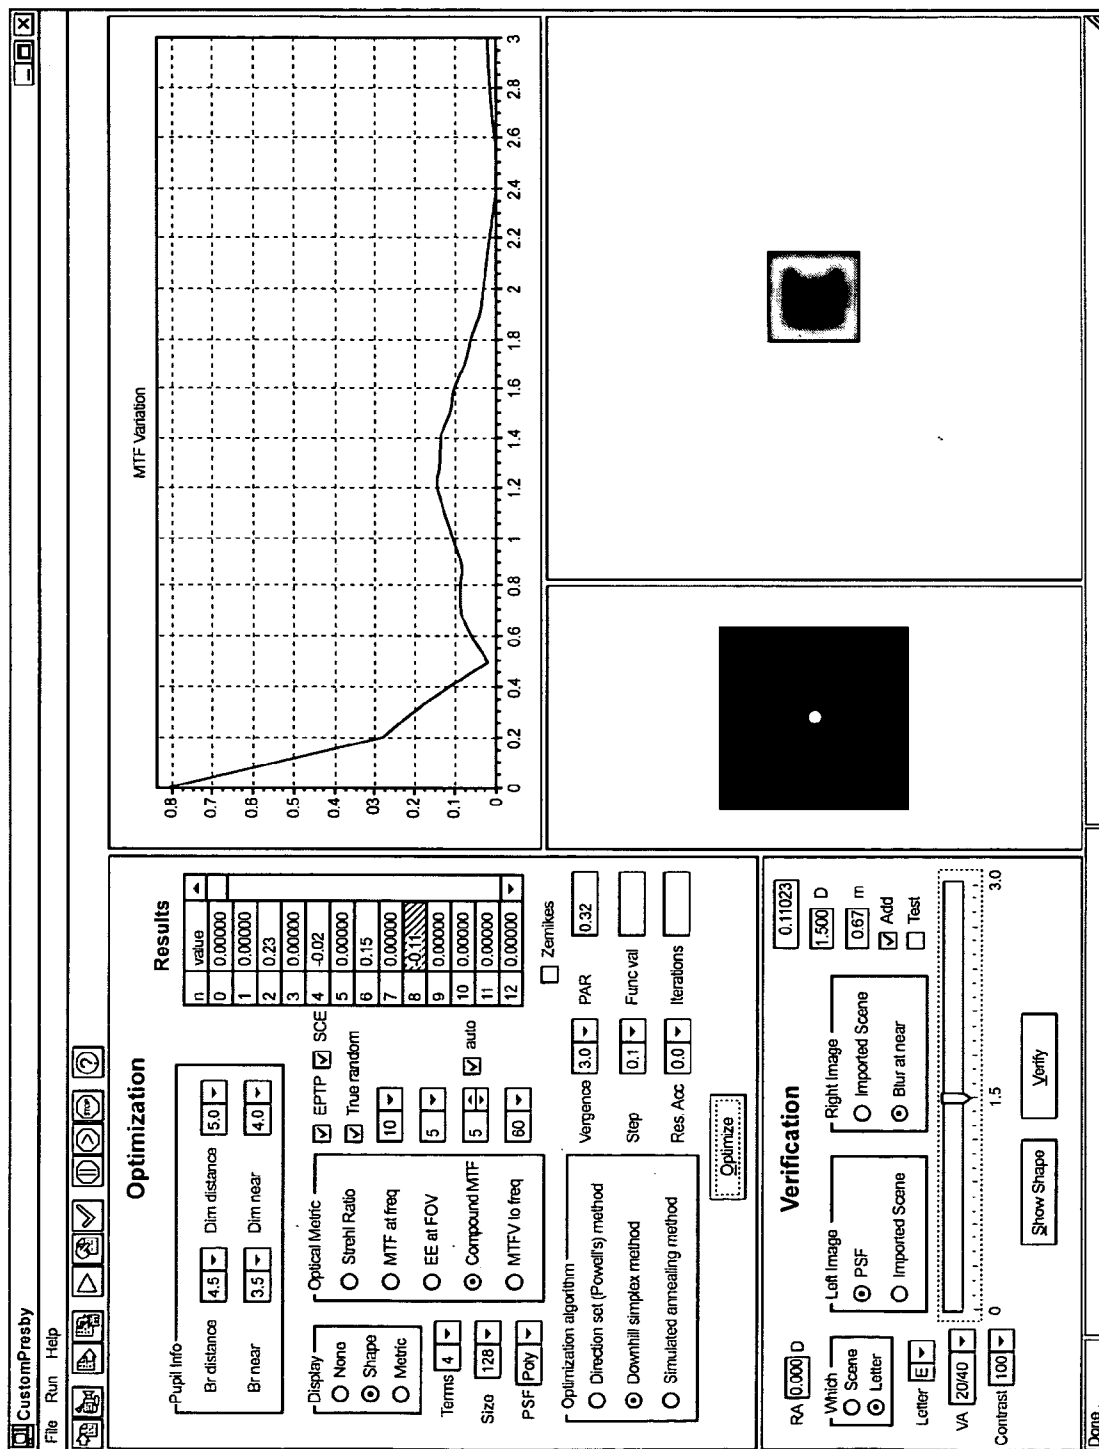 CustomPresby
File Run Help
STOP ?
Optimization
Pupil Info
Br distance 4.5 Dim distance 5.0
Br near 3.5 Dim near 4.0
Display
None
Shape
Metric
Terms 4
Size 128
PSF Poly
Optical Metric
Strehl Ratio
MTF at freq
EE at FOV
Compound MTF
MTFV lo freq
EPTP SCE
True random
10
5
5 auto
60
Results
n value
0 0.00000
1 0.00000
2 0.23
3 0.00000
4 -0.02
5 0.00000
6 0.15
7 0.00000
8 -0.11
9 0.00000
10 0.00000
11 0.00000
12 0.00000
Zernikes
Optimization algorithm
Direction set (Powell's) method
Downhill simplex method
Simulated annealing method
Vergence 3.0 PAR 0.32
Step 0.1 Func val
Res. Acc 0.0 Iterations
Optimize
Verification
RA 0.000 D
Which
Scene
Letter
Letter E
VA 20/40
Contrast 100
Left Image
PSF
Imported Scene
Right Image
Imported Scene
Blur at near
0.11023
1.500 D
0.67 m
Add
Test
0 1.5 3.0
Show Shape
Verify
MTF Variation
0.8
0.7
0.6
0.5
0.4
03
0.2
0.1
0
0 0.2 0.4 0.6 0.8 1 1.2 1.4 1.6 1.8 2 2.2 2.4 2.6 2.8 3
Done